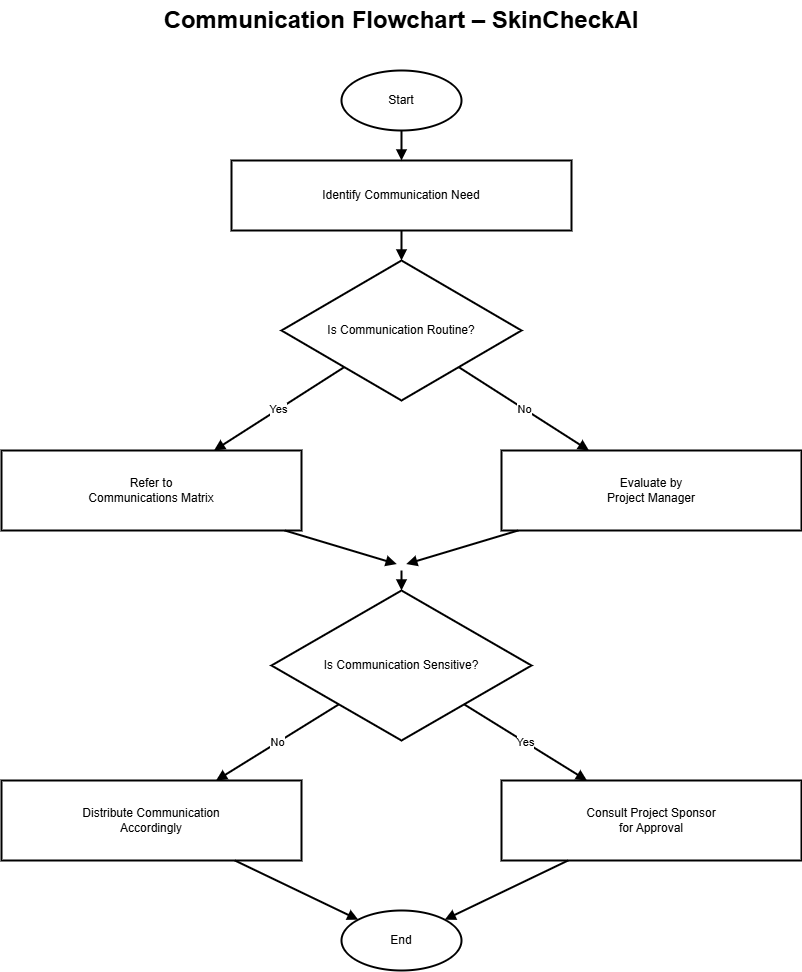 Communication Flowchart – SkinCheckAI
Start
Identify Communication Need
Is Communication Routine?
Yes
No
Refer to
Communications Matrix
Evaluate by
Project Manager
Is Communication Sensitive?
No
Yes
Distribute Communication
Accordingly
Consult Project Sponsor
for Approval
End